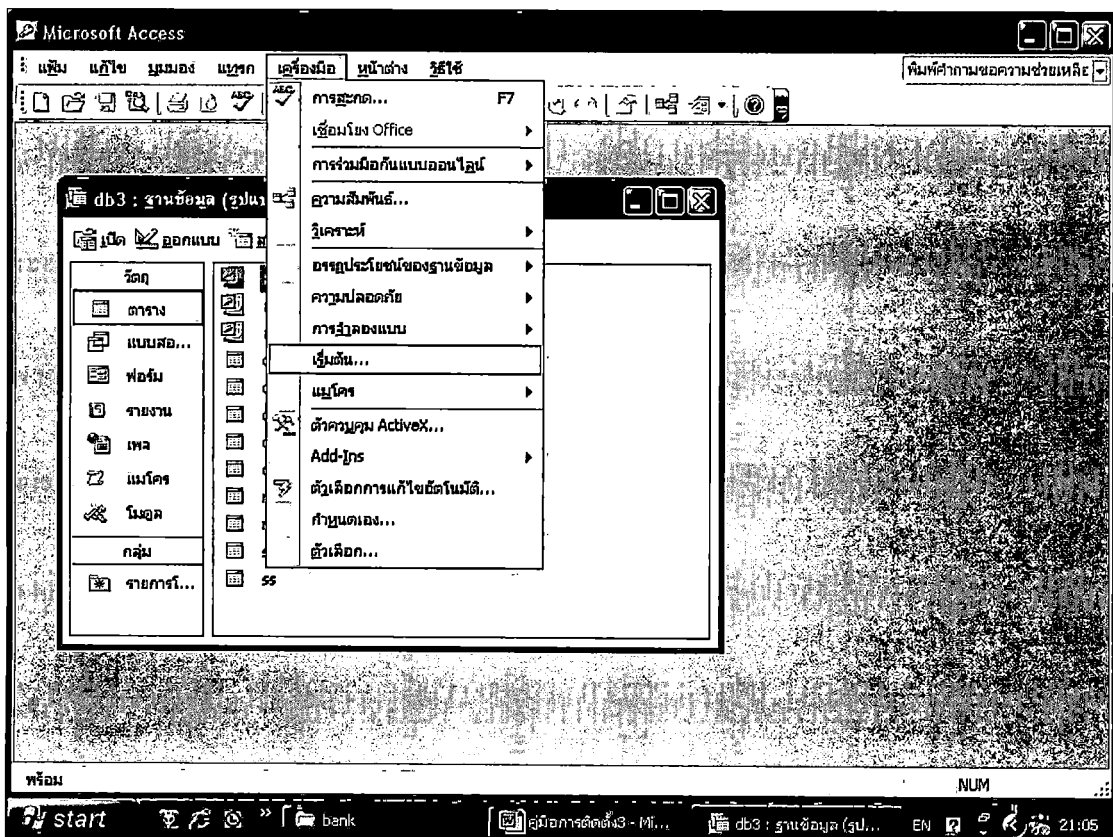 Microsoft Access
แฟ้ม แก้ไข มุมมอง แทรก เครื่องมือ หน้าต่าง วิธีใช้
พิมพ์คำถามขอความช่วยเหลือ
การสะกด... F7
เชื่อมโยง Office
การร่วมมือกันแบบออนไลน์
ความสัมพันธ์...
วิเคราะห์
อรรถประโยชน์ของฐานข้อมูล
ความปลอดภัย
การจำลองแบบ
เริ่มต้น...
แมโคร
ตัวควบคุม ActiveX...
Add-Ins
ตัวเลือกการแก้ไขอัตโนมัติ...
กำหนดเอง...
ตัวเลือก...
db3 : ฐานข้อมูล (รูปแ
เปิด ออกแบบ
วัตถุ
ตาราง
แบบสอ...
ฟอร์ม
รายงาน
เพจ
แมโคร
โมดูล
กลุ่ม
รายการโ...
ss
พร้อม
NUM
start bank คู่มือการติดตั้ง3 - Mi... db3 : ฐานข้อมูล (รูป... EN 21:05